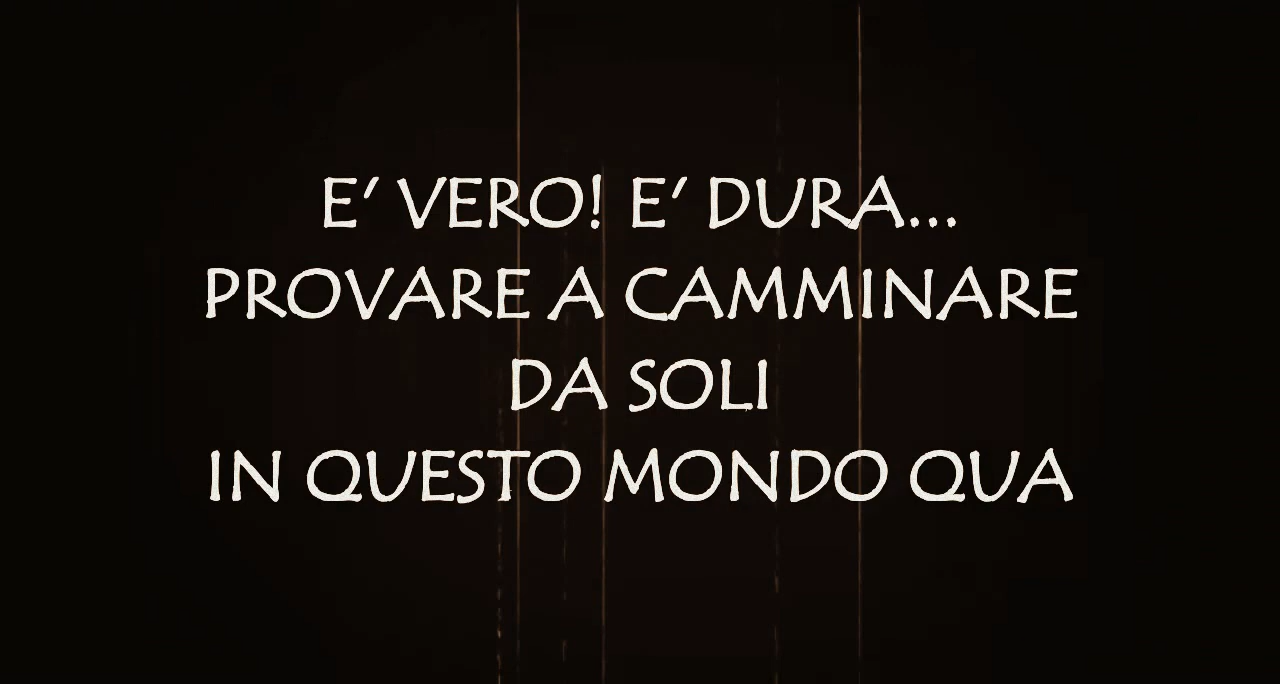 E' VERO! E' DURA...
PROVARE A CAMMINARE
DA SOLI
IN QUESTO MONDO QUA